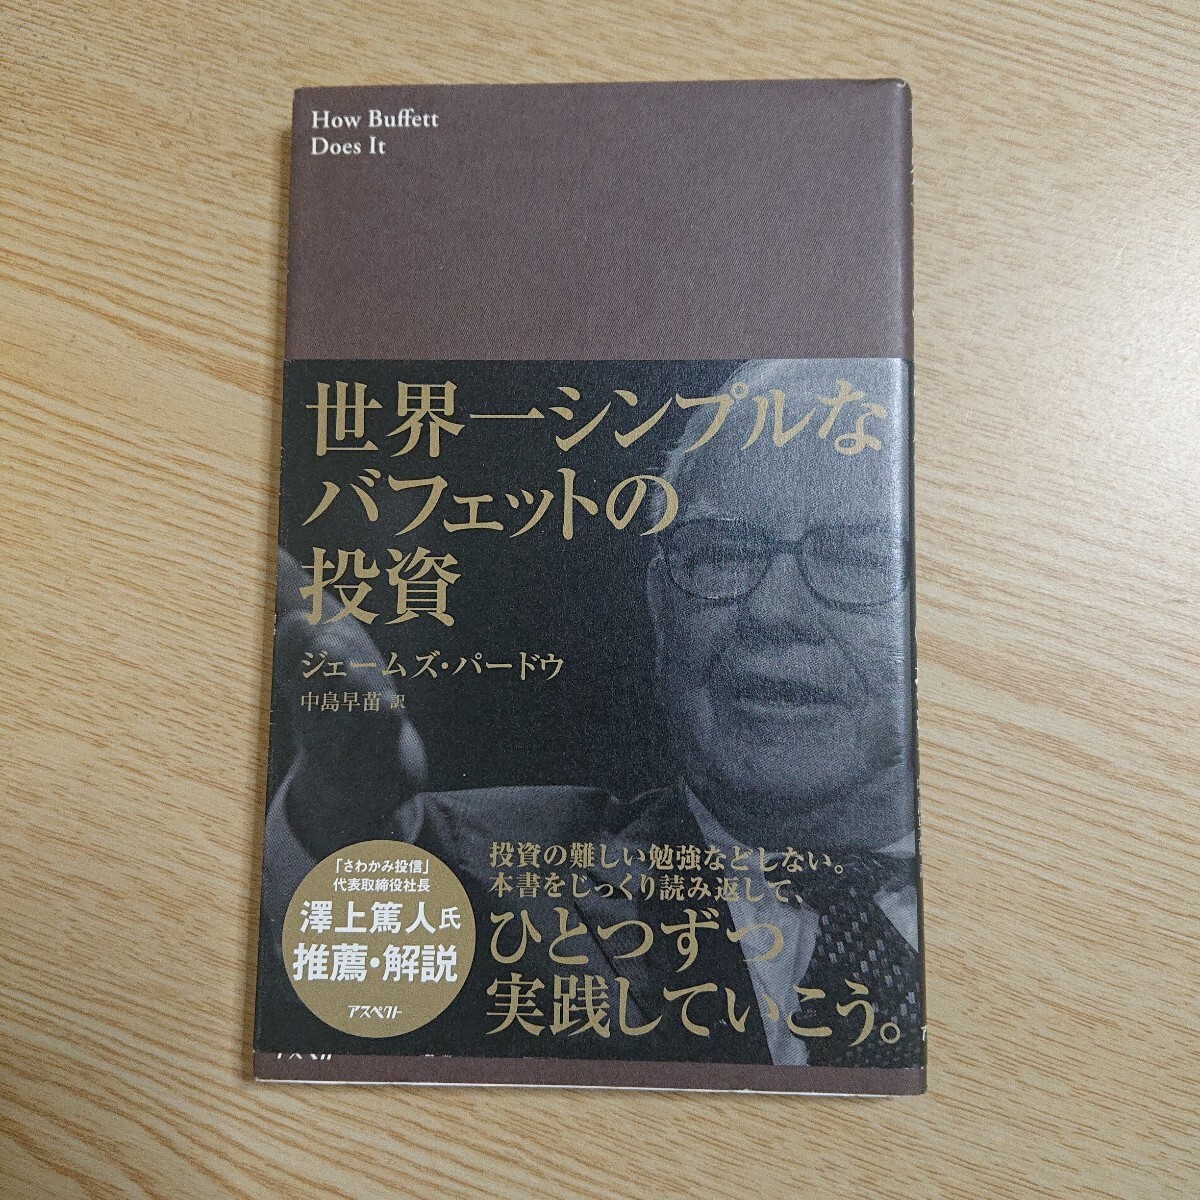 How Buffett
Does It
世界一シンプルな
バフェットの
投資
ジェームズ・パードウ
中島早苗 訳
「さわかみ投信」
代表取締役社長
澤上篤人氏
推薦・解説
アスペクト
投資の難しい勉強などしない。
本書をじっくり読み返して、
ひとつずつ
実践していこう。